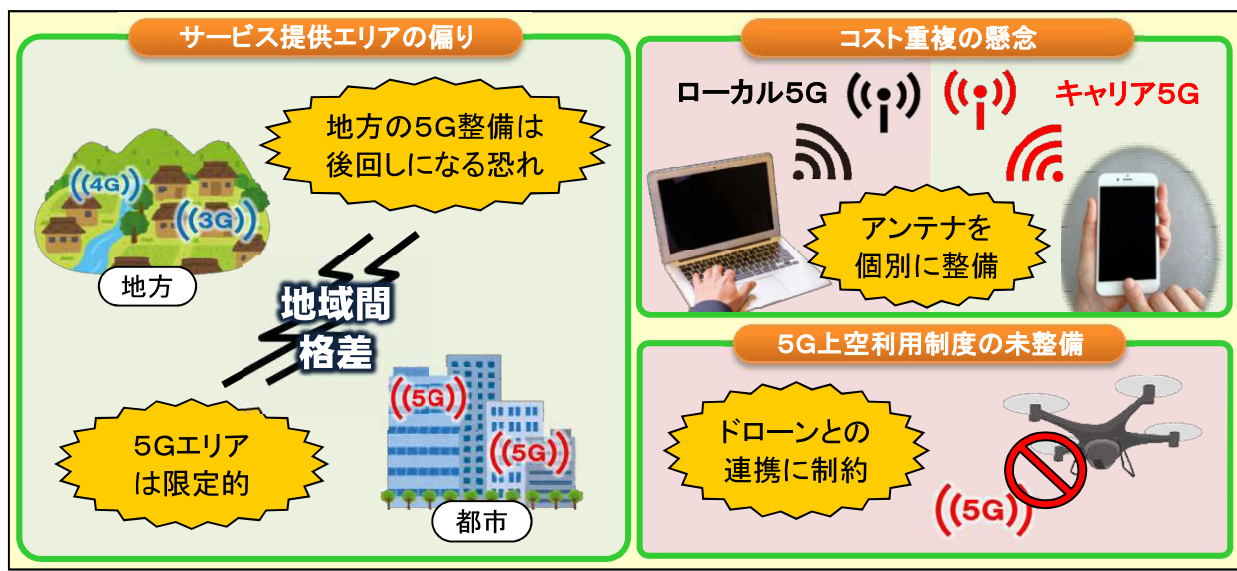 サービス提供エリアの偏り
地方の5G整備は
後回しになる恐れ
((4G))
((3G))
地方
地域間
格差
5Gエリア
は限定的
((5G))
((5G))
都市
コスト重複の懸念
ローカル5G
キャリア5G
アンテナを
個別に整備
5G上空利用制度の未整備
ドローンとの
連携に制約
((5G))